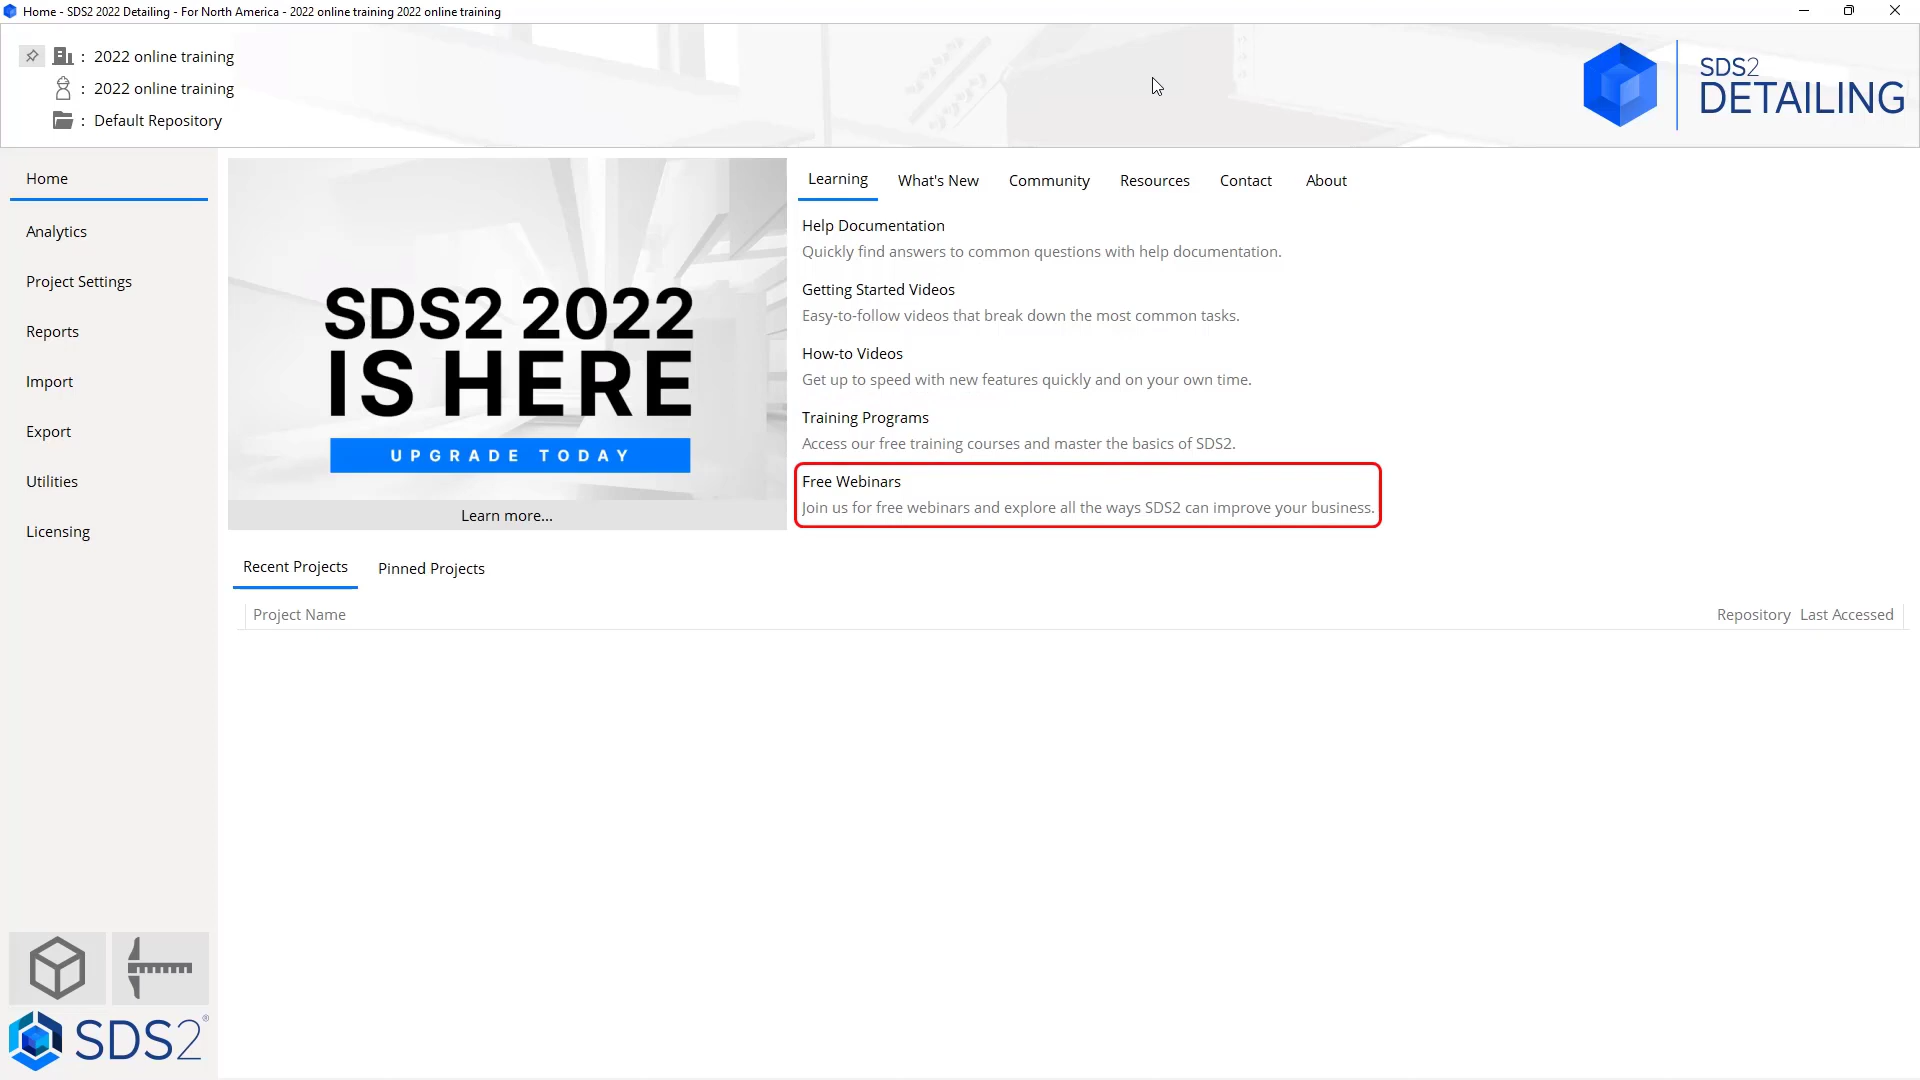 Home - SDS2 2022 Detailing - For North America - 2022 online training 2022 online training
: 2022 online training
: 2022 online training
: Default Repository
SDS2
DETAILING
Home
Analytics
Project Settings
Reports
Import
Export
Utilities
Licensing
SDS2 2022
IS HERE
UPGRADE TODAY
Learn more...
Learning What's New Community Resources Contact About
Help Documentation
Quickly find answers to common questions with help documentation.
Getting Started Videos
Easy-to-follow videos that break down the most common tasks.
How-to Videos
Get up to speed with new features quickly and on your own time.
Training Programs
Access our free training courses and master the basics of SDS2.
Free Webinars
Join us for free webinars and explore all the ways SDS2 can improve your business.
Recent Projects Pinned Projects
Project Name Repository Last Accessed
SDS2®